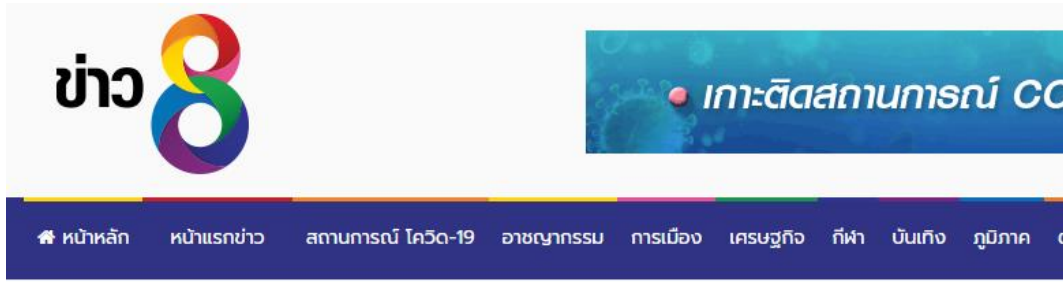 ข่าว 8
เกาะติดสถานการณ์
หน้าหลัก หน้าแรกข่าว สถานการณ์ โควิด-19 อาชญากรรม การเมือง เศรษฐกิจ กีฬา บันเทิง ภูมิภาค